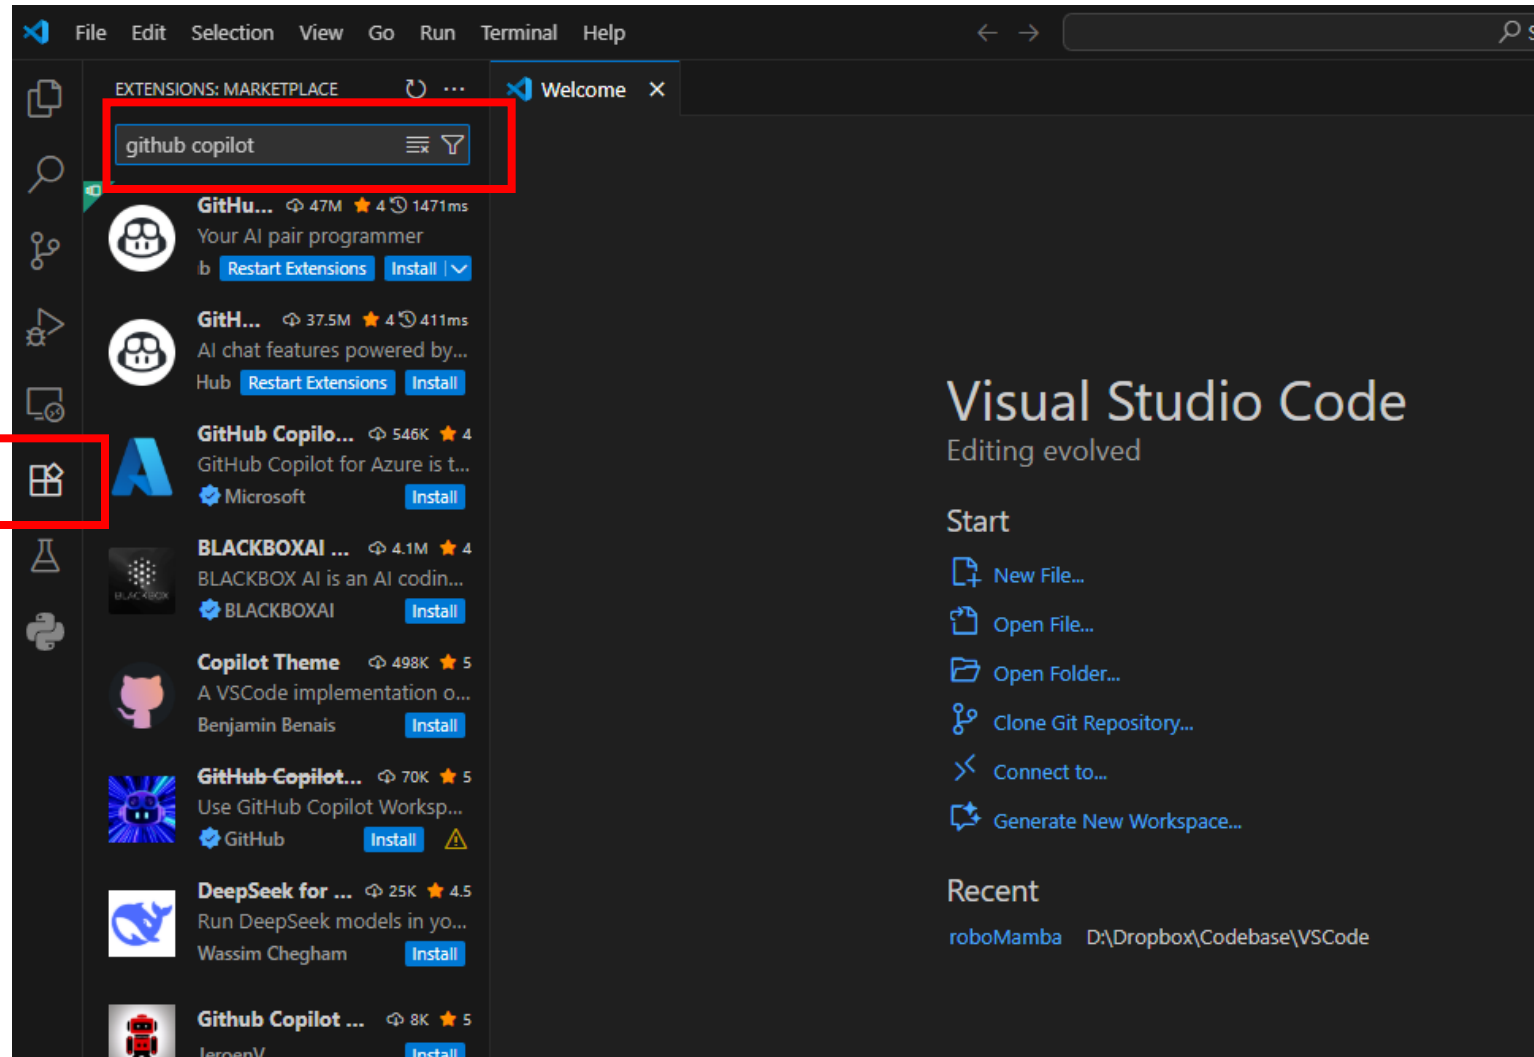 File Edit Selection View Go Run Terminal Help
EXTENSIONS: MARKETPLACE
Welcome
github copilot
GitHu... 47M 4 1471ms
Your AI pair programmer
b Restart Extensions Install
GitH... 37.5M 4 411ms
AI chat features powered by...
Hub Restart Extensions Install
GitHub Copilo... 546K 4
GitHub Copilot for Azure is t...
Microsoft Install
BLACKBOXAI ... 4.1M 4
BLACKBOX AI is an AI codin...
BLACKBOX
BLACKBOXAI Install
Copilot Theme 498K 5
A VSCode implementation o...
Benjamin Benais Install
GitHub Copilot... 70K 5
Use GitHub Copilot Worksp...
GitHub Install
DeepSeek for ... 25K 4.5
Run DeepSeek models in yo...
Wassim Chegham Install
Github Copilot ... 8K 5
JeroenV Install
Visual Studio Code
Editing evolved
Start
New File...
Open File...
Open Folder...
Clone Git Repository...
Connect to...
Generate New Workspace...
Recent
roboMamba D:\Dropbox\Codebase\VSCode